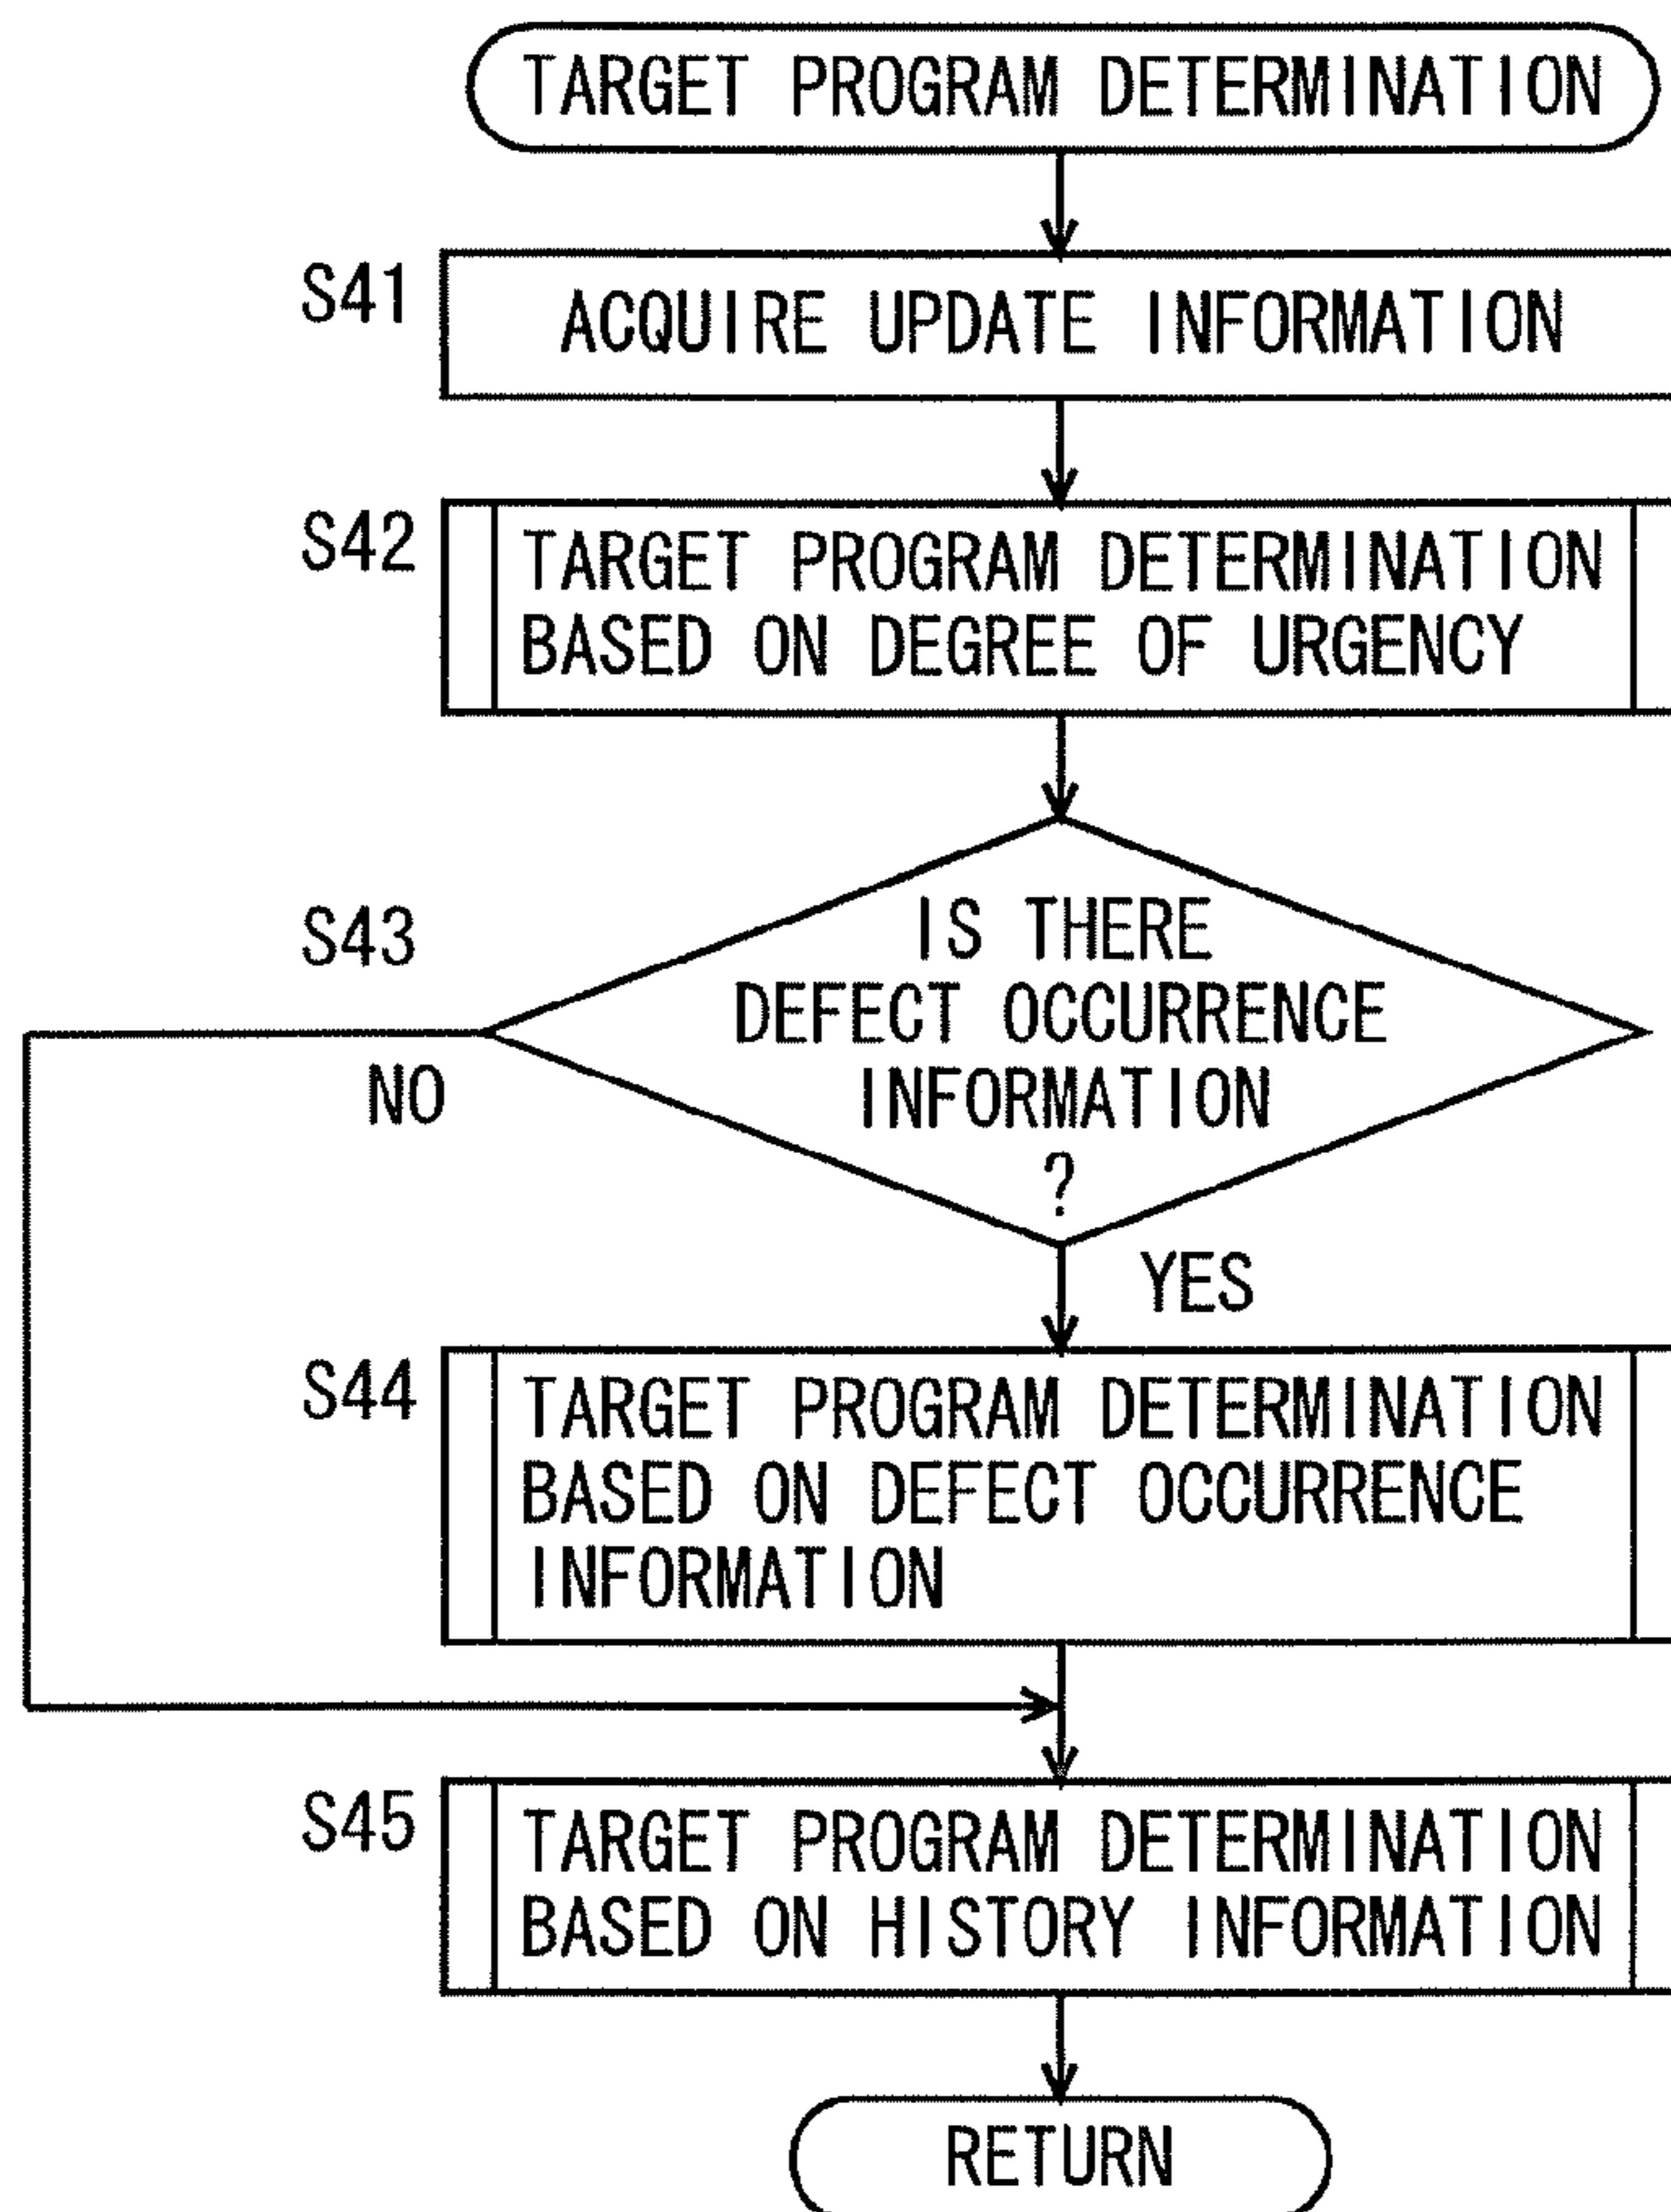 TARGET PROGRAM DETERMINATION
S41
ACQUIRE UPDATE INFORMATION
S42
TARGET PROGRAM DETERMINATION
BASED ON DEGREE OF URGENCY
S43
IS THERE
DEFECT OCCURRENCE
INFORMATION
?
NO
YES
S44
TARGET PROGRAM DETERMINATION
BASED ON DEFECT OCCURRENCE
INFORMATION
S45
TARGET PROGRAM DETERMINATION
BASED ON HISTORY INFORMATION
RETURN